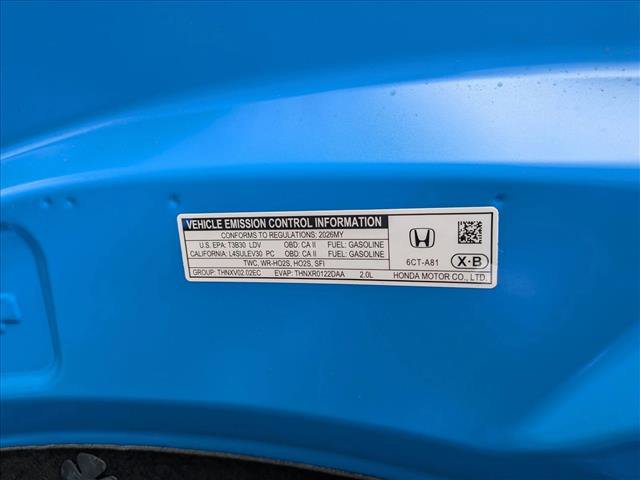 VEHICLE EMISSION CONTROL INFORMATION
CONFORMS TO REGULATIONS: 2026MY
U.S. EPA: T3B30 LDV OBD: CA II FUEL: GASOLINE
CALIFORNIA: L4SULEV30 PC OBD: CA II FUEL: GASOLINE
TWC, WR-HO2S, HO2S, SFI
GROUP: THNXV02.02EC EVAP: THNXR0122DAA 2.0L
6CT-A81 X-B
HONDA MOTOR CO., LTD.